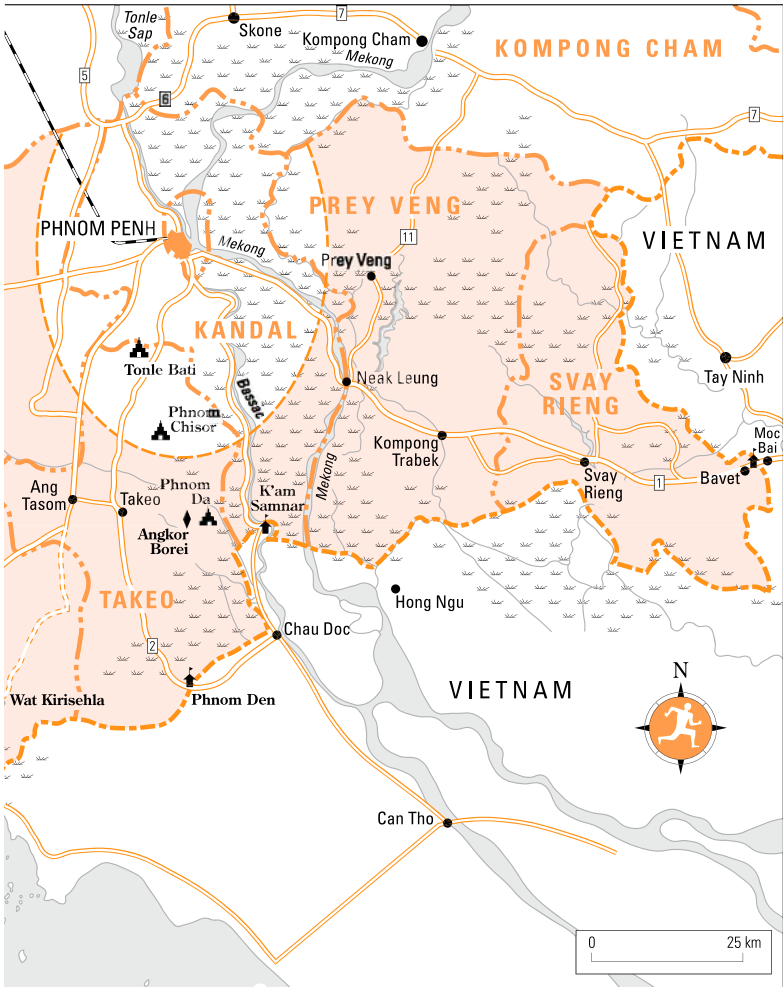 Tonle
Sap
Skone
7
Kompong Cham
Mekong
KOMPONG CHAM
5
6
7
PREY VENG
PHNOM PENH
Mekong
11
VIETNAM
Prey Veng
KANDAL
Tonle Bati
Bassac
Neak Leung
SVAY
RIENG
Tay Ninh
Phnom
Chisor
Kompong
Trabek
Mekong
Moc
Bai
Svay
Rieng
1
Bavet
Ang
Tasom
Takeo
Phnom
Da
K'am
Samnar
Angkor
Borei
TAKEO
Hong Ngu
Chau Doc
2
Wat Kirisehla
Phnom Den
VIETNAM
N
Can Tho
0 25 km